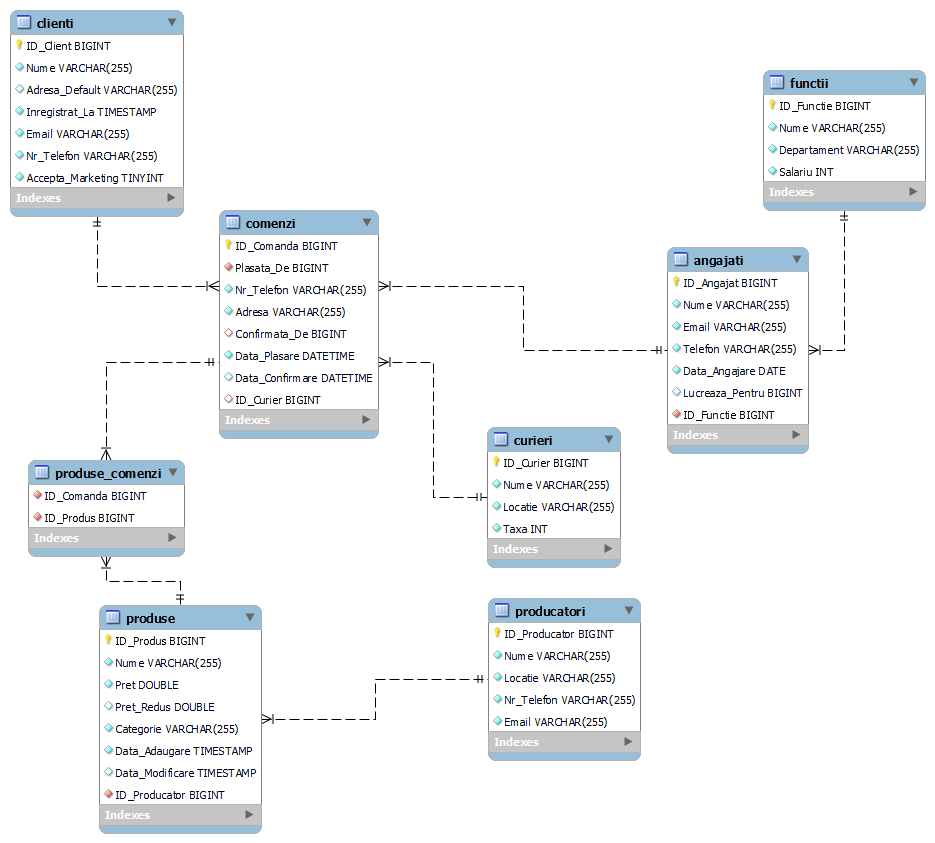 clienti
ID_Client BIGINT
Nume VARCHAR(255)
Adresa_Default VARCHAR(255)
Inregistrat_La TIMESTAMP
Email VARCHAR(255)
Nr_Telefon VARCHAR(255)
Accepta_Marketing TINYINT
Indexes
comenzi
ID_Comanda BIGINT
Plasata_De BIGINT
Nr_Telefon VARCHAR(255)
Adresa VARCHAR(255)
Confirmata_De BIGINT
Data_Plasare DATETIME
Data_Confirmare DATETIME
ID_Curier BIGINT
Indexes
functii
ID_Functie BIGINT
Nume VARCHAR(255)
Departament VARCHAR(255)
Salariu INT
Indexes
angajati
ID_Angajat BIGINT
Nume VARCHAR(255)
Email VARCHAR(255)
Telefon VARCHAR(255)
Data_Angajare DATE
Lucreaza_Pentru BIGINT
ID_Functie BIGINT
Indexes
curieri
ID_Curier BIGINT
Nume VARCHAR(255)
Locatie VARCHAR(255)
Taxa INT
Indexes
produse_comenzi
ID_Comanda BIGINT
ID_Produs BIGINT
Indexes
produse
ID_Produs BIGINT
Nume VARCHAR(255)
Pret DOUBLE
Pret_Redus DOUBLE
Categorie VARCHAR(255)
Data_Adaugare TIMESTAMP
Data_Modificare TIMESTAMP
ID_Producator BIGINT
Indexes
producatori
ID_Producator BIGINT
Nume VARCHAR(255)
Locatie VARCHAR(255)
Nr_Telefon VARCHAR(255)
Email VARCHAR(255)
Indexes